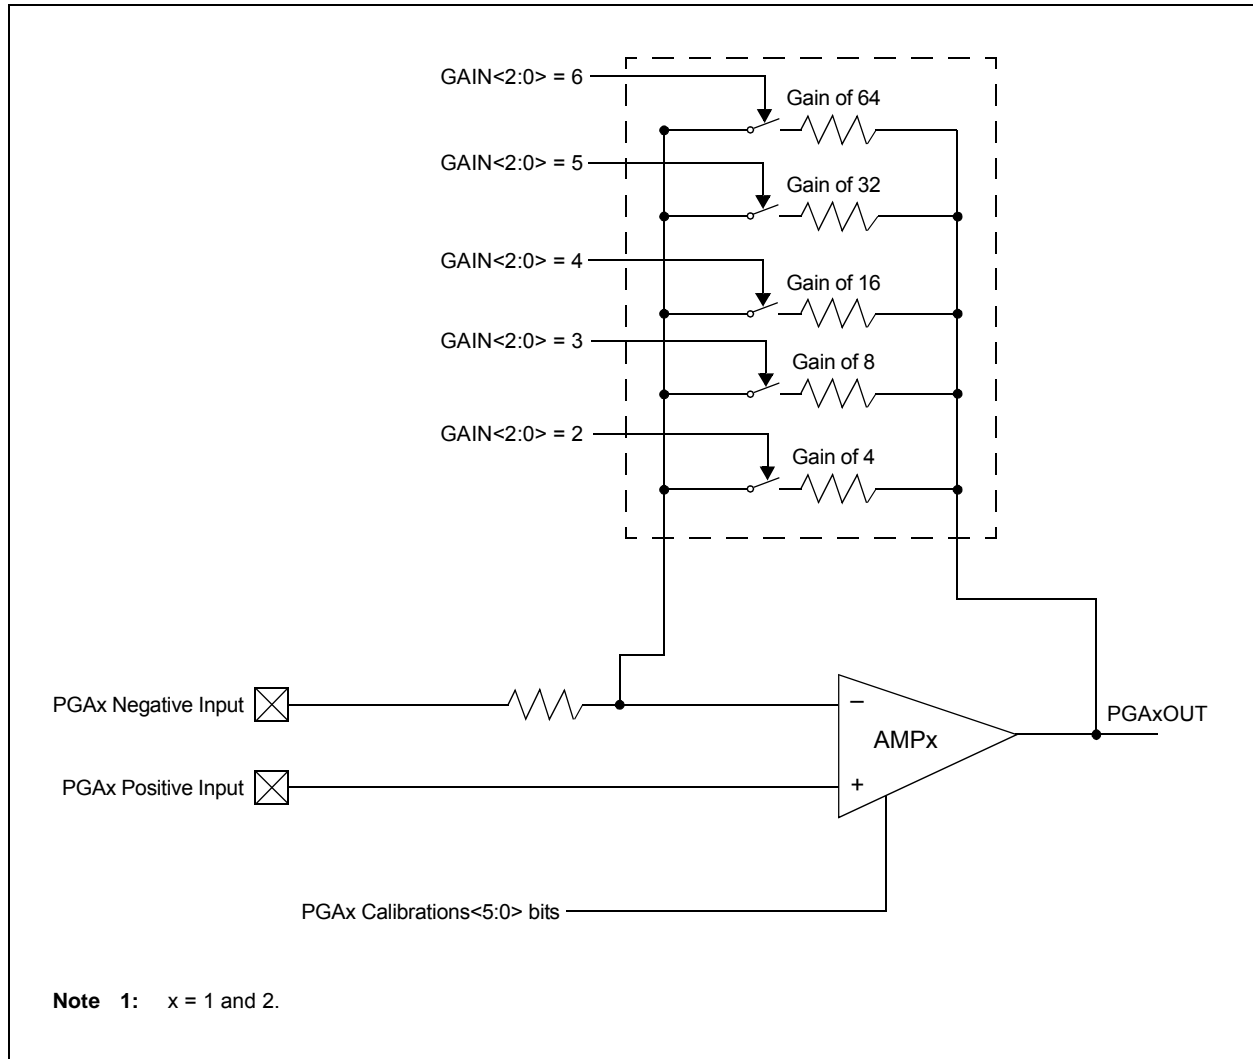 GAIN<2:0> = 6
Gain of 64
GAIN<2:0> = 5
Gain of 32
GAIN<2:0> = 4
Gain of 16
GAIN<2:0> = 3
Gain of 8
GAIN<2:0> = 2
Gain of 4
PGAx Negative Input
–
PGAxOUT
AMPx
PGAx Positive Input
+
PGAx Calibrations<5:0> bits
Note 1: x = 1 and 2.